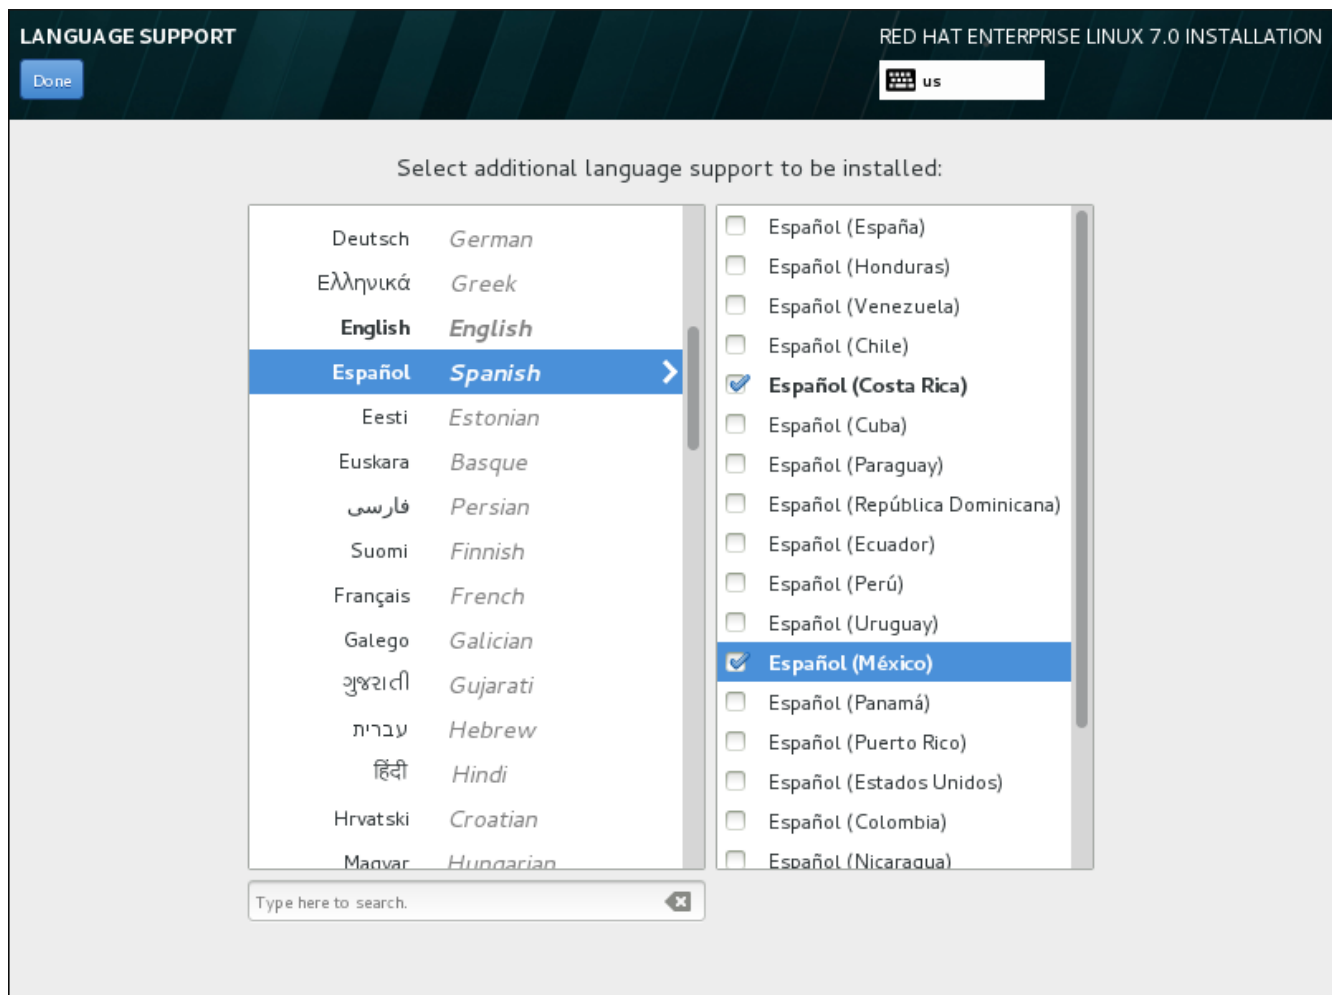 LANGUAGE SUPPORT
RED HAT ENTERPRISE LINUX 7.0 INSTALLATION
Done
us
Select additional language support to be installed:
Deutsch German
Ελληνικά Greek
English English
Español Spanish
Eesti Estonian
Euskara Basque
فارسی Persian
Suomi Finnish
Français French
Galego Galician
ગુજરાતી Gujarati
עברית Hebrew
हिंदी Hindi
Hrvatski Croatian
Magyar Hungarian
Español (España)
Español (Honduras)
Español (Venezuela)
Español (Chile)
Español (Costa Rica)
Español (Cuba)
Español (Paraguay)
Español (República Dominicana)
Español (Ecuador)
Español (Perú)
Español (Uruguay)
Español (México)
Español (Panamá)
Español (Puerto Rico)
Español (Estados Unidos)
Español (Colombia)
Español (Nicaragua)
Type here to search.